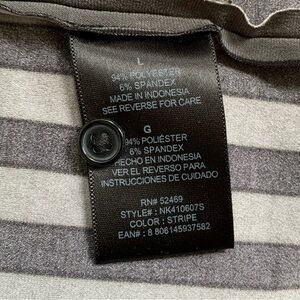 L
94% POLYESTER
6% SPANDEX
MADE IN INDONESIA
SEE REVERSE FOR CARE
G
94% POLIÉSTER
6% SPANDEX
HECHO EN INDONESIA
VER EL REVERSO PARA
INSTRUCCIONES DE CUIDADO
RN# 52469
STYLE# : NK410607S
COLOR : STRIPE
EAN# : 8 806145937582